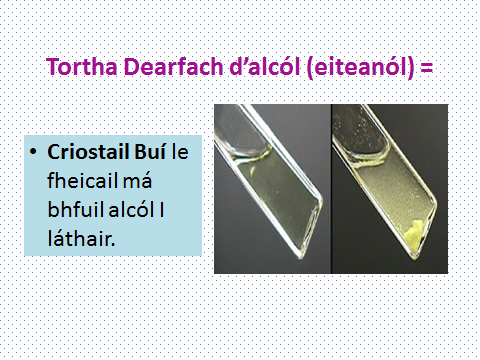 Tortha Dearfach d’alcól (eiteanól) =
• Criostail Buí le
fheicail má
bhfuil alcól I
láthair.